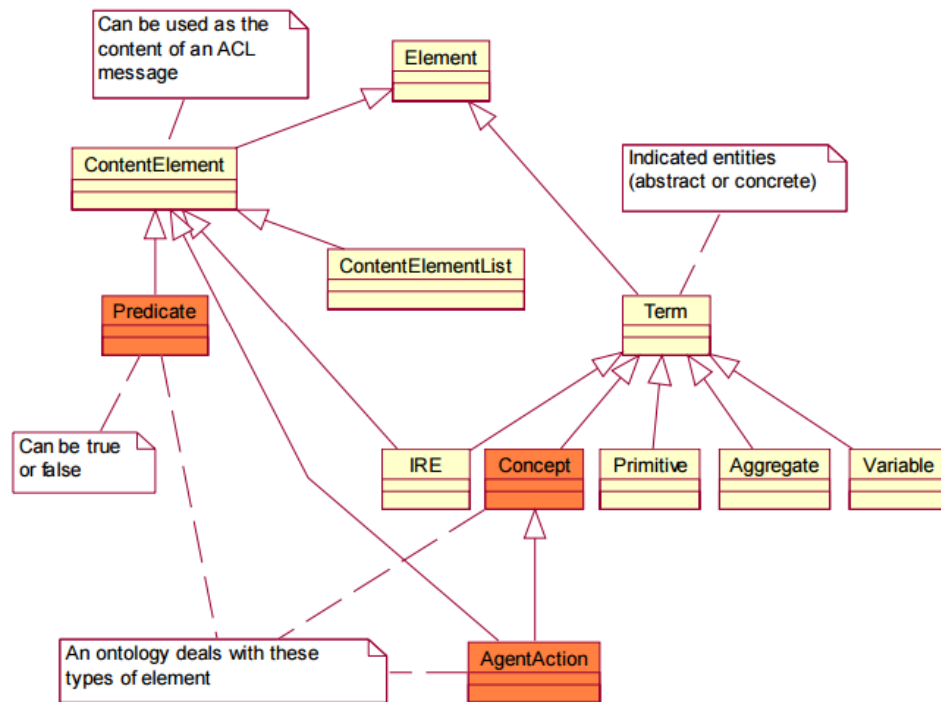 Can be used as the
content of an ACL
message
Element
ContentElement
Indicated entities
(abstract or concrete)
ContentElementList
Predicate
Term
Can be true
or false
IRE
Concept
Primitive
Aggregate
Variable
An ontology deals with these
types of element
AgentAction